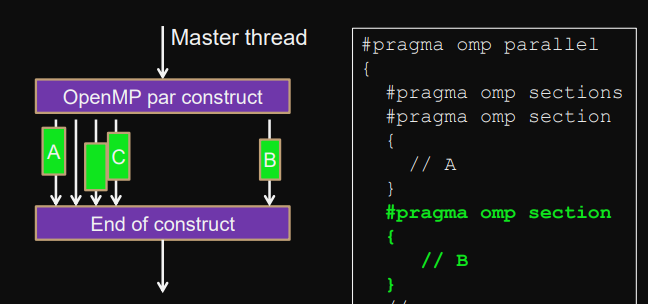 Master thread
OpenMP par construct
A
C
B
End of construct
#pragma omp parallel
{
#pragma omp sections
#pragma omp section
{
// A
}
#pragma omp section
{
// B
}
//